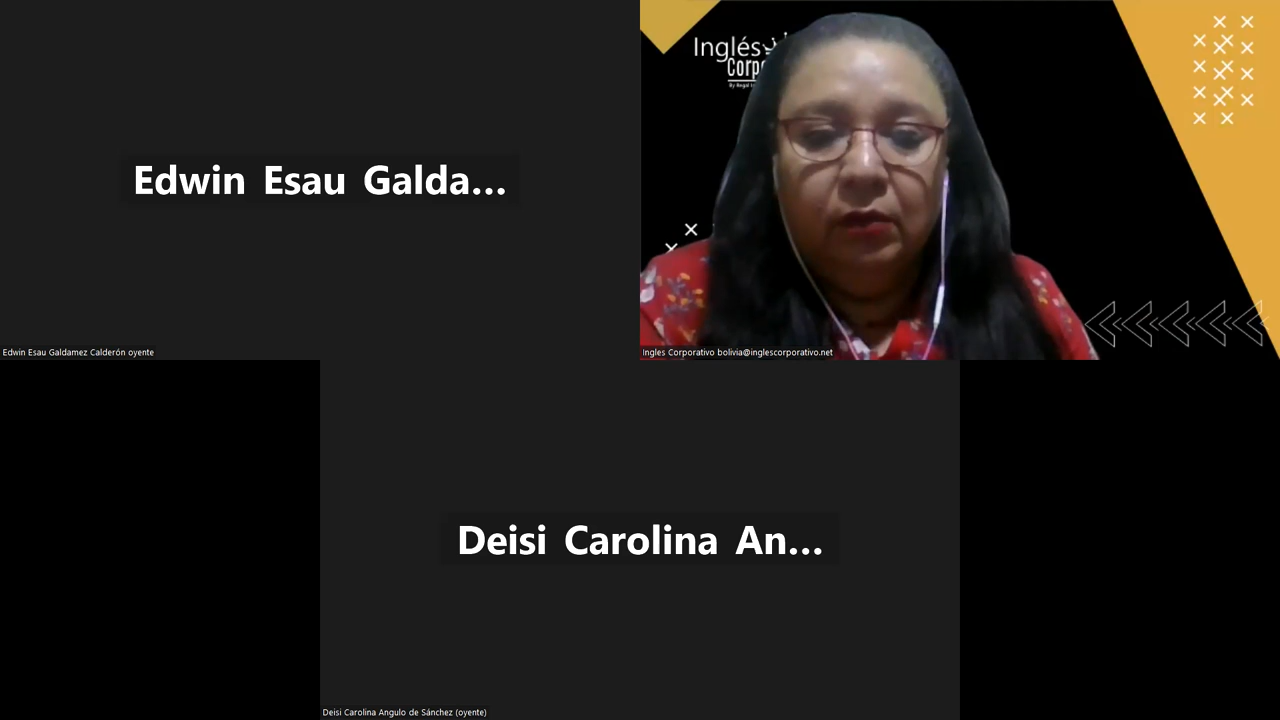 Edwin Esau Galda...
Edwin Esau Galdamez Calderón oyente
Inglés
Corpo
Ingles Corporativo bolivia@inglescorporativo.net
Deisi Carolina An...
Deisi Carolina Angulo de Sánchez (oyente)